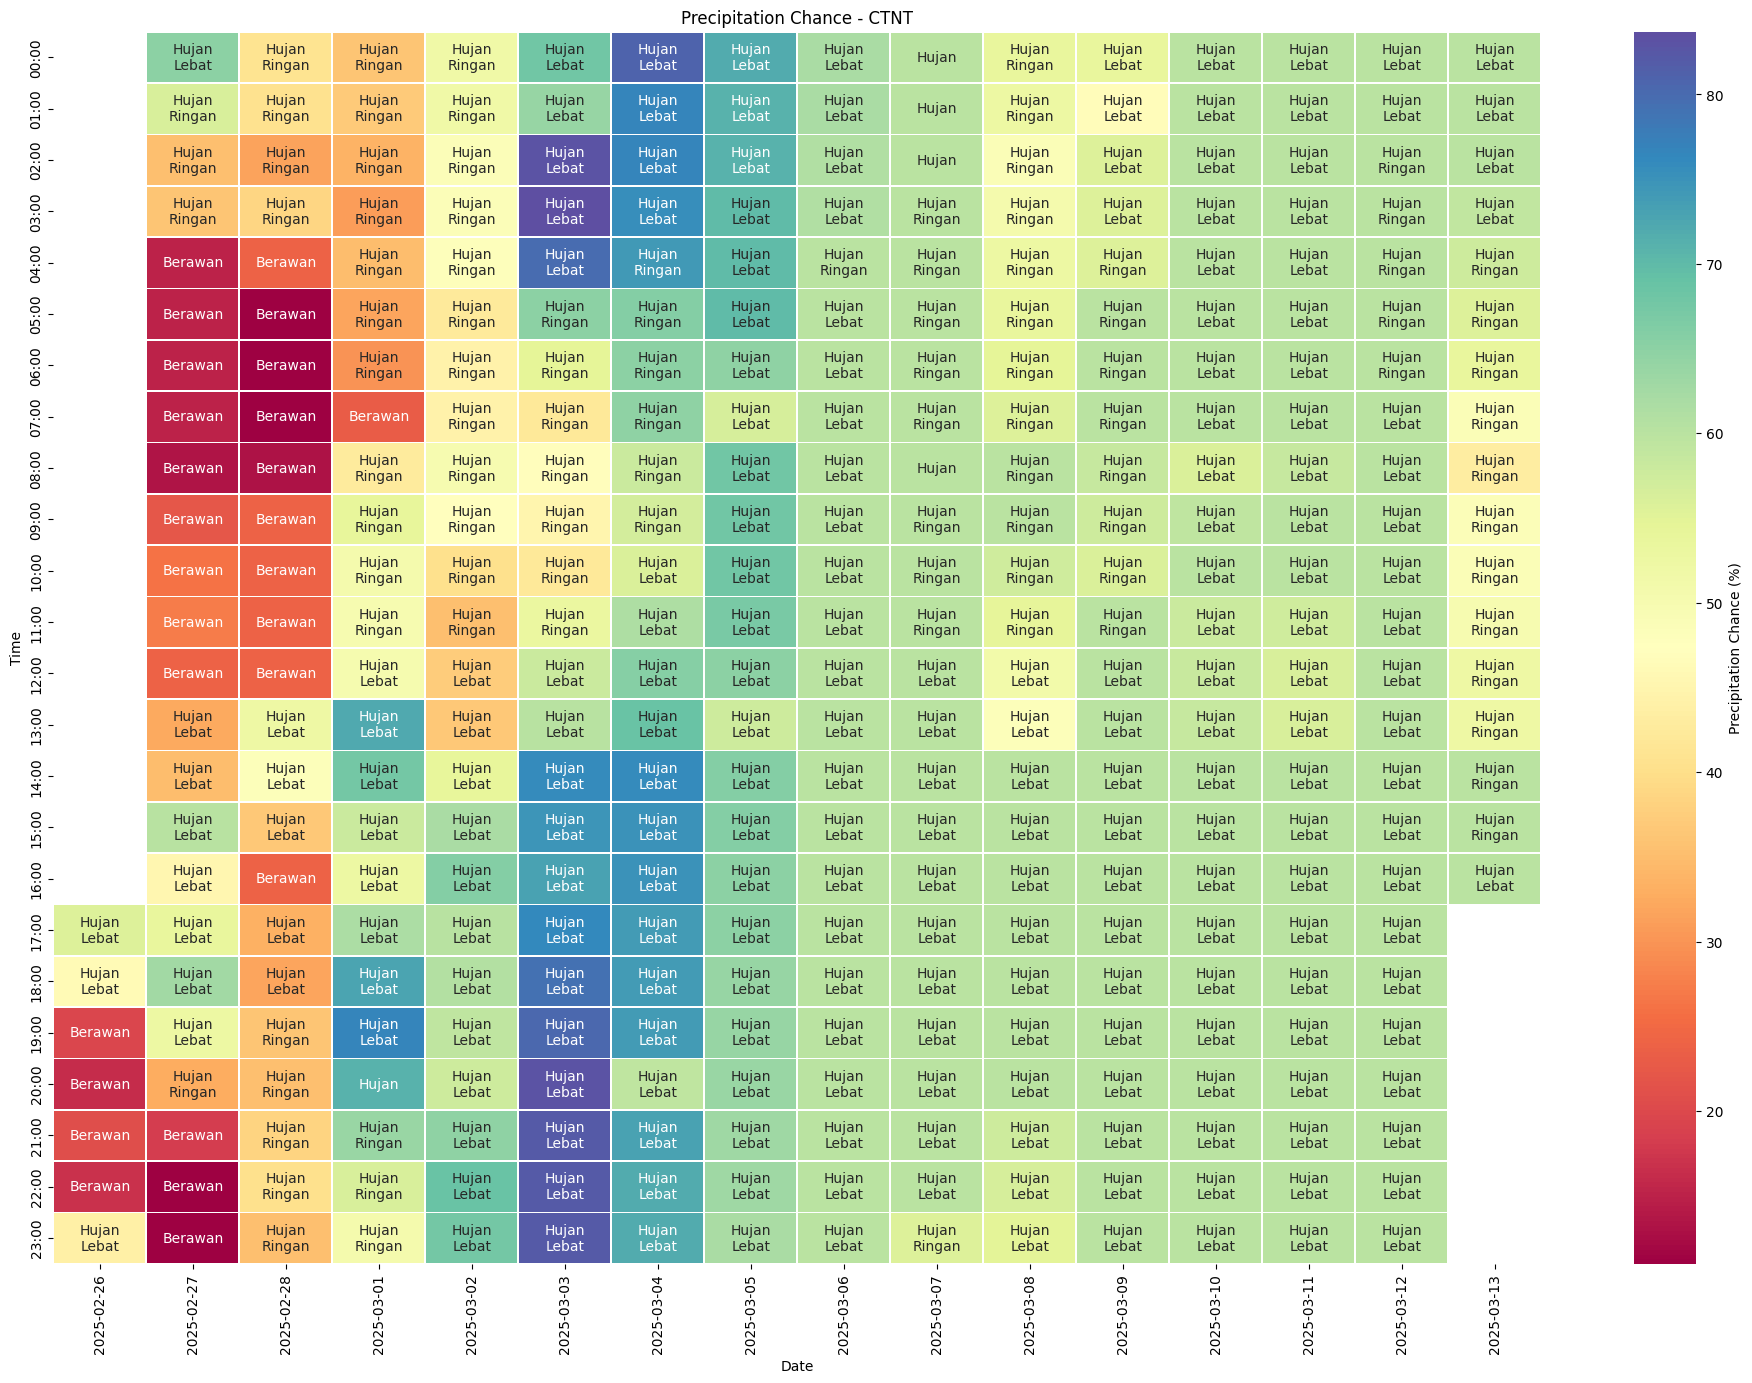 Precipitation Chance - CTNT
00:00
Hujan Hujan Hujan Hujan Hujan Hujan Hujan Hujan Hujan Hujan Hujan Hujan Hujan Hujan Hujan
Lebat Ringan Ringan Ringan Lebat Lebat Lebat Lebat Ringan Lebat Lebat Lebat Lebat Lebat
01:00
Hujan Hujan Hujan Hujan Hujan Hujan Hujan Hujan Hujan Hujan Hujan Hujan Hujan Hujan Hujan
Ringan Ringan Ringan Ringan Lebat Lebat Lebat Lebat Ringan Lebat Lebat Lebat Lebat Lebat
02:00
Hujan Hujan Hujan Hujan Hujan Hujan Hujan Hujan Hujan Hujan Hujan Hujan Hujan Hujan Hujan
Ringan Ringan Ringan Ringan Lebat Lebat Lebat Lebat Ringan Lebat Lebat Lebat Ringan Lebat
03:00
Hujan Hujan Hujan Hujan Hujan Hujan Hujan Hujan Hujan Hujan Hujan Hujan Hujan Hujan Hujan
Ringan Ringan Ringan Ringan Lebat Lebat Lebat Lebat Ringan Ringan Lebat Lebat Lebat Ringan Lebat
04:00
Berawan Berawan Hujan Hujan Hujan Hujan Hujan Hujan Hujan Hujan Hujan Hujan Hujan Hujan Hujan
Ringan Ringan Lebat Ringan Lebat Ringan Ringan Ringan Ringan Lebat Lebat Ringan Ringan
05:00
Berawan Berawan Hujan Hujan Hujan Hujan Hujan Hujan Hujan Hujan Hujan Hujan Hujan Hujan Hujan
Ringan Ringan Ringan Ringan Lebat Lebat Ringan Ringan Ringan Lebat Lebat Ringan Ringan
06:00
Berawan Berawan Hujan Hujan Hujan Hujan Hujan Hujan Hujan Hujan Hujan Hujan Hujan Hujan Hujan
Ringan Ringan Ringan Ringan Lebat Lebat Ringan Ringan Ringan Lebat Lebat Ringan Ringan
07:00
Berawan Berawan Berawan Hujan Hujan Hujan Hujan Hujan Hujan Hujan Hujan Hujan Hujan Hujan Hujan
Ringan Ringan Ringan Lebat Lebat Ringan Ringan Ringan Lebat Lebat Lebat Ringan
08:00
Berawan Berawan Hujan Hujan Hujan Hujan Hujan Hujan Hujan Hujan Hujan Hujan Hujan Hujan Hujan
Ringan Ringan Ringan Ringan Lebat Lebat Ringan Ringan Lebat Lebat Lebat Ringan
09:00
Berawan Berawan Hujan Hujan Hujan Hujan Hujan Hujan Hujan Hujan Hujan Hujan Hujan Hujan Hujan
Ringan Ringan Ringan Ringan Lebat Lebat Ringan Ringan Ringan Lebat Lebat Lebat Ringan
10:00
Berawan Berawan Hujan Hujan Hujan Hujan Hujan Hujan Hujan Hujan Hujan Hujan Hujan Hujan Hujan
Ringan Ringan Ringan Lebat Lebat Lebat Ringan Ringan Ringan Lebat Lebat Lebat Ringan
11:00
Berawan Berawan Hujan Hujan Hujan Hujan Hujan Hujan Hujan Hujan Hujan Hujan Hujan Hujan Hujan
Ringan Ringan Ringan Lebat Lebat Lebat Ringan Ringan Ringan Lebat Lebat Lebat Ringan
12:00
Berawan Berawan Hujan Hujan Hujan Hujan Hujan Hujan Hujan Hujan Hujan Hujan Hujan Hujan Hujan
Lebat Lebat Lebat Lebat Lebat Lebat Lebat Lebat Lebat Lebat Lebat Lebat Ringan
13:00
Hujan Hujan Hujan Hujan Hujan Hujan Hujan Hujan Hujan Hujan Hujan Hujan Hujan Hujan Hujan
Lebat Lebat Lebat Lebat Lebat Lebat Lebat Lebat Lebat Lebat Lebat Lebat Lebat Lebat Ringan
14:00
Hujan Hujan Hujan Hujan Hujan Hujan Hujan Hujan Hujan Hujan Hujan Hujan Hujan Hujan Hujan
Lebat Lebat Lebat Lebat Lebat Lebat Lebat Lebat Lebat Lebat Lebat Lebat Lebat Lebat Ringan
15:00
Hujan Hujan Hujan Hujan Hujan Hujan Hujan Hujan Hujan Hujan Hujan Hujan Hujan Hujan Hujan
Lebat Lebat Lebat Lebat Lebat Lebat Lebat Lebat Lebat Lebat Lebat Lebat Lebat Lebat Ringan
16:00
Hujan Berawan Hujan Hujan Hujan Hujan Hujan Hujan Hujan Hujan Hujan Hujan Hujan Hujan Hujan
Lebat Lebat Lebat Lebat Lebat Lebat Lebat Lebat Lebat Lebat Lebat Lebat Lebat Lebat
17:00
Hujan Hujan Hujan Hujan Hujan Hujan Hujan Hujan Hujan Hujan Hujan Hujan Hujan Hujan Hujan
Lebat Lebat Lebat Lebat Lebat Lebat Lebat Lebat Lebat Lebat Lebat Lebat Lebat Lebat Lebat
18:00
Hujan Hujan Hujan Hujan Hujan Hujan Hujan Hujan Hujan Hujan Hujan Hujan Hujan Hujan Hujan
Lebat Lebat Lebat Lebat Lebat Lebat Lebat Lebat Lebat Lebat Lebat Lebat Lebat Lebat Lebat
19:00
Berawan Hujan Hujan Hujan Hujan Hujan Hujan Hujan Hujan Hujan Hujan Hujan Hujan Hujan Hujan
Lebat Ringan Lebat Lebat Lebat Lebat Lebat Lebat Lebat Lebat Lebat Lebat Lebat Lebat
20:00
Berawan Hujan Hujan Hujan Hujan Hujan Hujan Hujan Hujan Hujan Hujan Hujan Hujan Hujan Hujan
Ringan Ringan Lebat Lebat Lebat Lebat Lebat Lebat Lebat Lebat Lebat Lebat Lebat
21:00
Berawan Berawan Hujan Hujan Hujan Hujan Hujan Hujan Hujan Hujan Hujan Hujan Hujan Hujan Hujan
Ringan Ringan Lebat Lebat Lebat Lebat Lebat Lebat Lebat Lebat Lebat Lebat Lebat
22:00
Berawan Berawan Hujan Hujan Hujan Hujan Hujan Hujan Hujan Hujan Hujan Hujan Hujan Hujan Hujan
Ringan Ringan Lebat Lebat Lebat Lebat Lebat Lebat Lebat Lebat Lebat Lebat Lebat
23:00
Hujan Berawan Hujan Hujan Hujan Hujan Hujan Hujan Hujan Hujan Hujan Hujan Hujan Hujan Hujan
Lebat Ringan Ringan Lebat Lebat Lebat Lebat Lebat Ringan Lebat Lebat Lebat Lebat Lebat
Time
2025-02-26
2025-02-27
2025-02-28
2025-03-01
2025-03-02
2025-03-03
2025-03-04
2025-03-05
2025-03-06
2025-03-07
2025-03-08
2025-03-09
2025-03-10
2025-03-11
2025-03-12
2025-03-13
Date
80
70
60
50
40
30
20
Precipitation Chance (%)